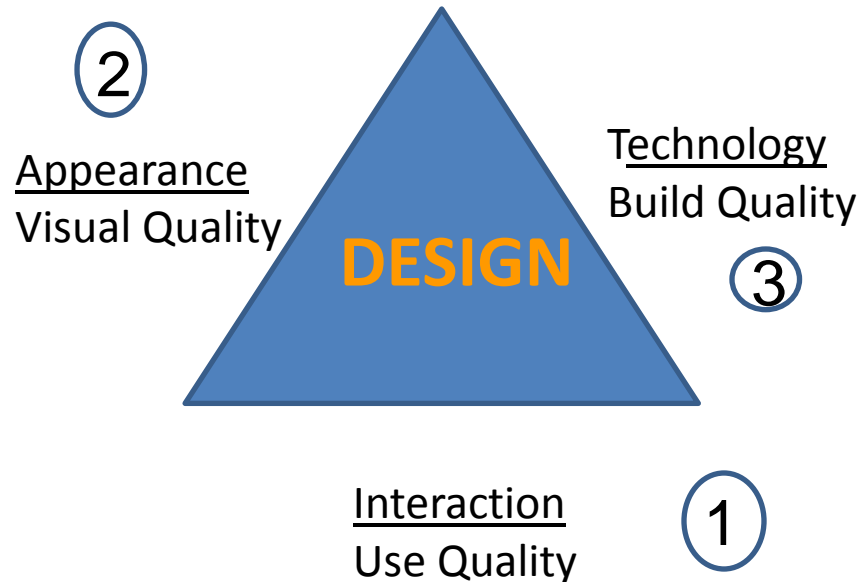 2
Appearance
Visual Quality
Technology
Build Quality
3
DESIGN
Interaction
Use Quality
1